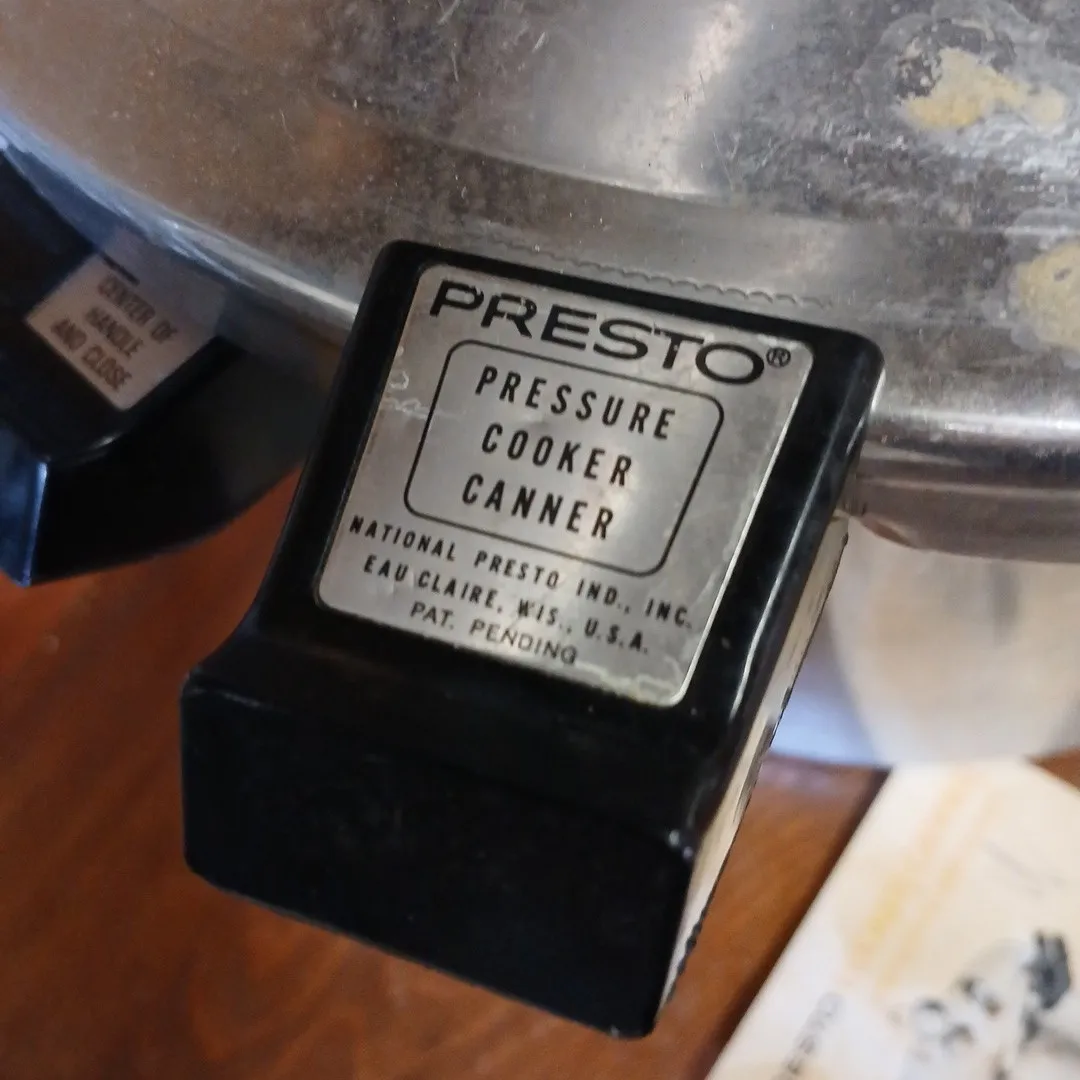 CENTER OF
HANDLE
AND CLOSE
PRESTO®
PRESSURE
COOKER
CANNER
NATIONAL PRESTO IND., INC.
EAU CLAIRE, WIS., U.S.A.
PAT. PENDING